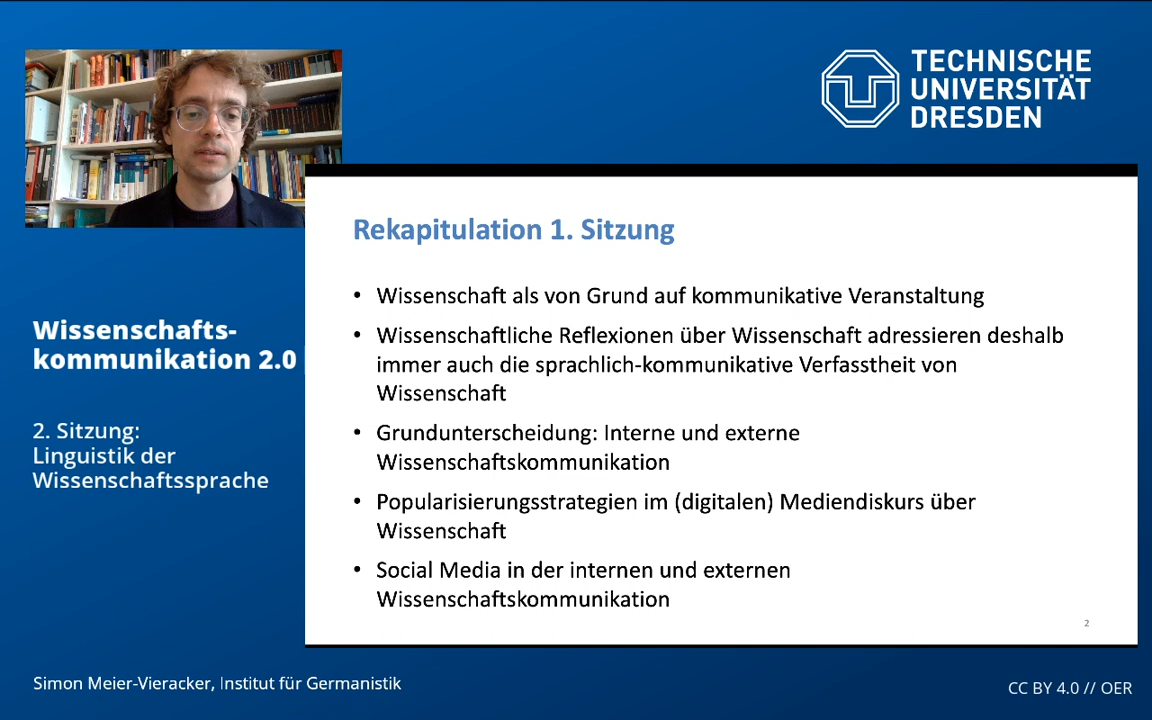 TECHNISCHE
UNIVERSITÄT
DRESDEN
Rekapitulation 1. Sitzung
• Wissenschaft als von Grund auf kommunikative Veranstaltung
• Wissenschaftliche Reflexionen über Wissenschaft adressieren deshalb
immer auch die sprachlich-kommunikative Verfasstheit von
Wissenschaft
• Grundunterscheidung: Interne und externe
Wissenschaftskommunikation
• Popularisierungsstrategien im (digitalen) Mediendiskurs über
Wissenschaft
• Social Media in der internen und externen
Wissenschaftskommunikation
2
Wissenschafts-
kommunikation 2.0
2. Sitzung:
Linguistik der
Wissenschaftssprache
Simon Meier-Vieracker, Institut für Germanistik
CC BY 4.0 // OER